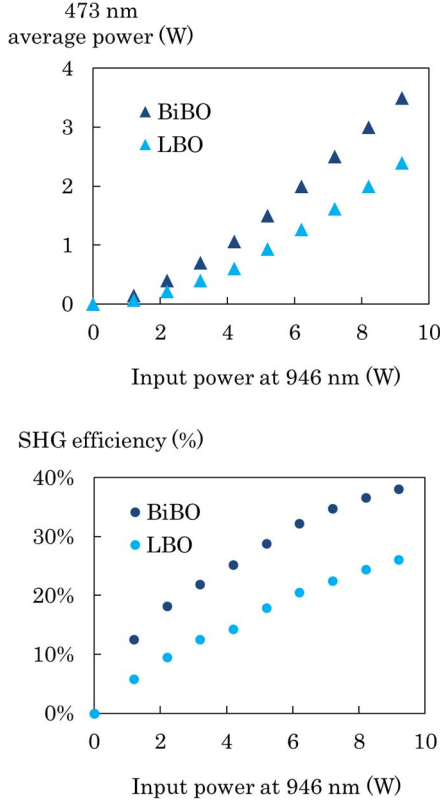 473 nm
average power (W)
4
BiBO
3
LBO
2
1
0
0 2 4 6 8 10
Input power at 946 nm (W)
SHG efficiency (%)
40%
BiBO
30%
LBO
20%
10%
0%
0 2 4 6 8 10
Input power at 946 nm (W)